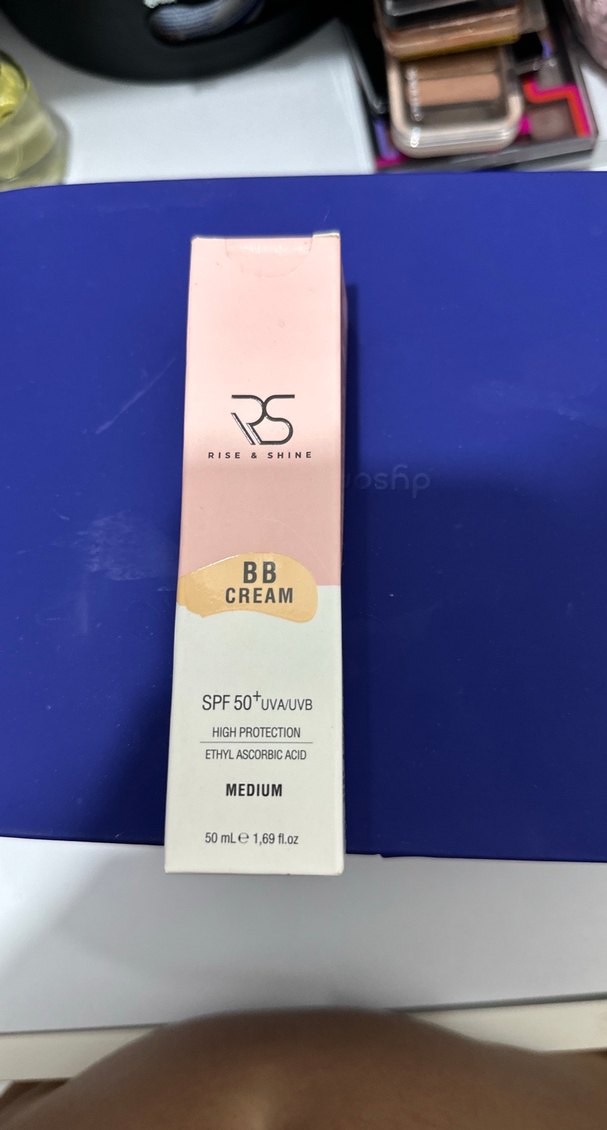 RS
RISE & SHINE
BB
CREAM
SPF 50+ UVA/UVB
HIGH PROTECTION
ETHYL ASCORBIC ACID
MEDIUM
50 mL ℮ 1,69 fl.oz